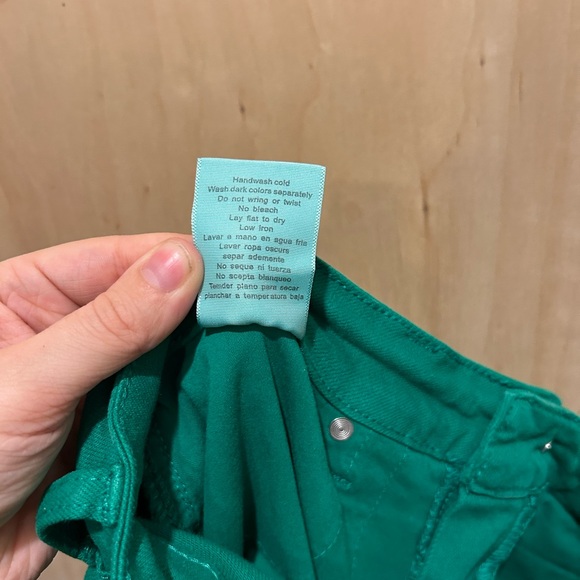 Handwash cold
Wash dark colors separately
Do not wring or twist
No bleach
Lay flat to dry
Low Iron
Lavar a mano en agua fria
Lavar ropa oscura
separ sdemente
No seque ni tuerza
No scepta blanqueo
Tender plano para secar
planchar a temperatura baja